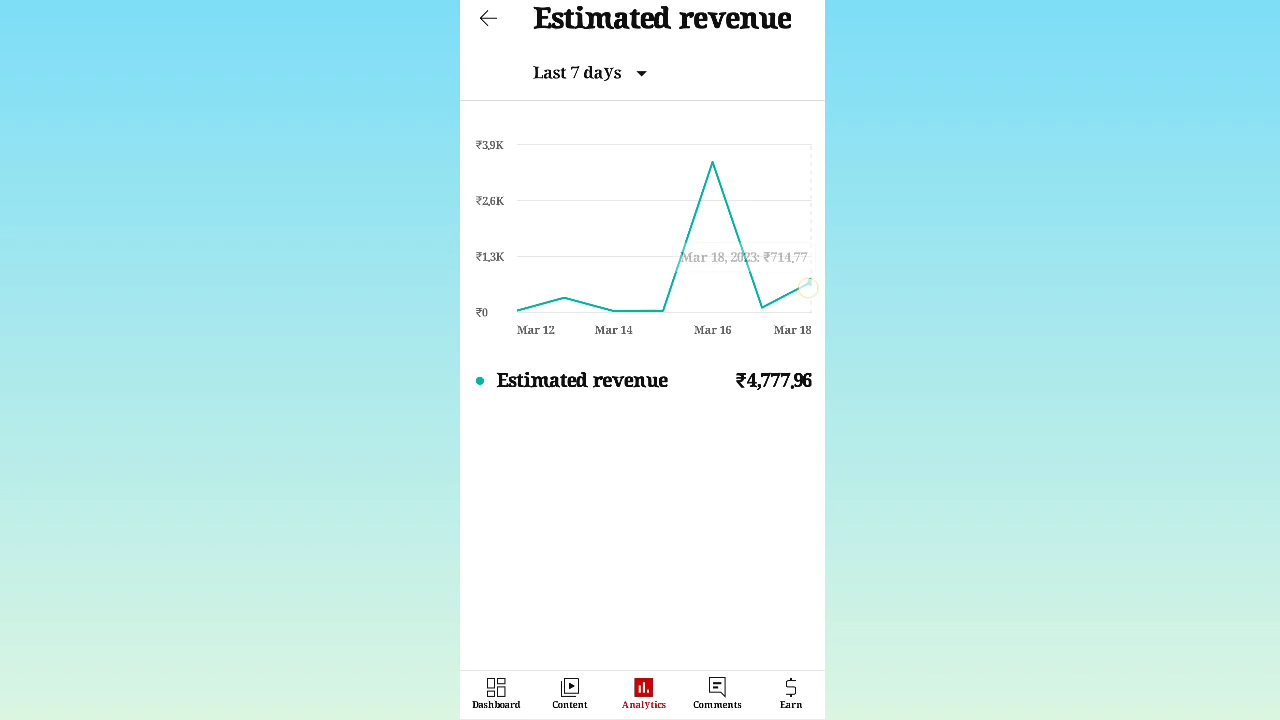 Estimated revenue
Last 7 days
₹3.9K
₹2.6K
₹1.3K
Mar 18, 2023: ₹714.77
₹0
Mar 12 Mar 14 Mar 16 Mar 18
Estimated revenue ₹4,777.96
Dashboard Content Analytics Comments Earn